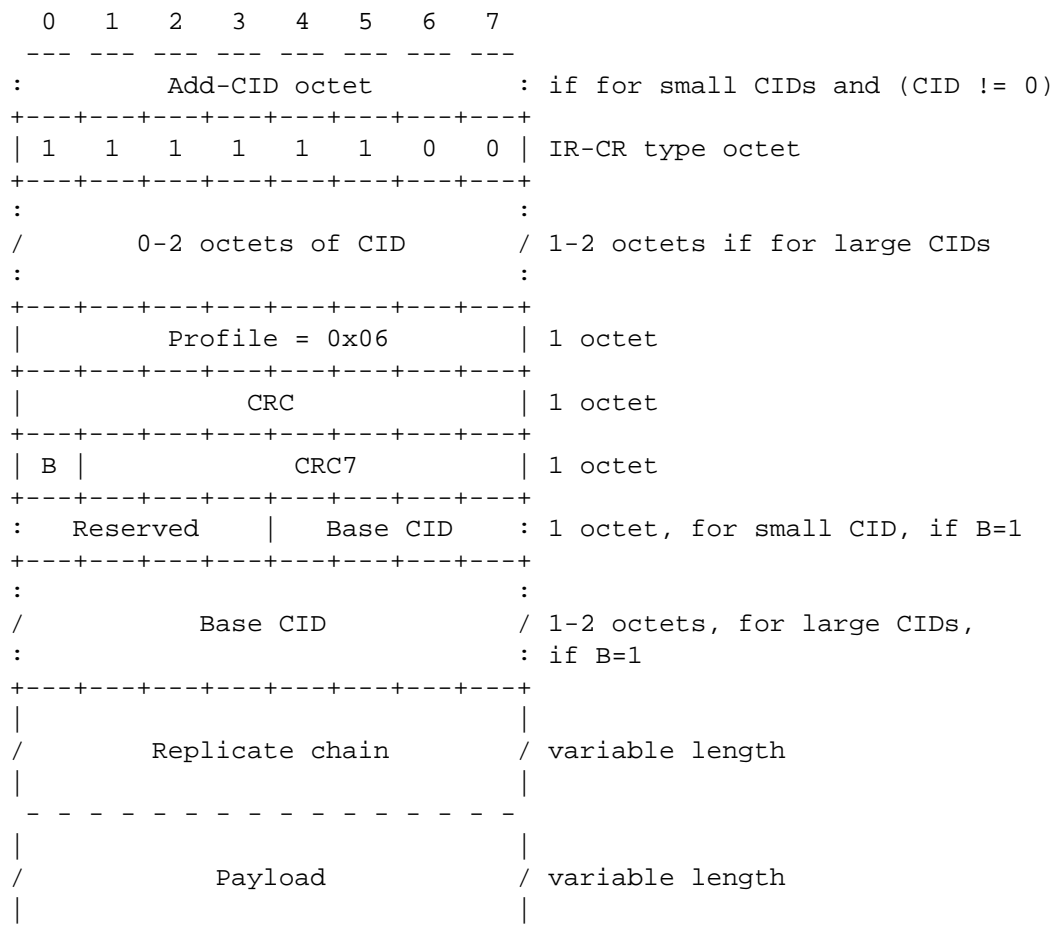 0   1   2   3   4   5   6   7
 --- --- --- --- --- --- --- ---
:         Add-CID octet         : if for small CIDs and (CID != 0)
+---+---+---+---+---+---+---+---+
| 1   1   1   1   1   1   0   0 | IR-CR type octet
+---+---+---+---+---+---+---+---+
:                               :
/       0-2 octets of CID       / 1-2 octets if for large CIDs
:                               :
+---+---+---+---+---+---+---+---+
|         Profile = 0x06        | 1 octet
+---+---+---+---+---+---+---+---+
|              CRC              | 1 octet
+---+---+---+---+---+---+---+---+
| B |             CRC7          | 1 octet
+---+---+---+---+---+---+---+---+
:   Reserved    |   Base CID    : 1 octet, for small CID, if B=1
+---+---+---+---+---+---+---+---+
:                               :
/           Base CID            / 1-2 octets, for large CIDs,
:                               : if B=1
+---+---+---+---+---+---+---+---+
|                               |
/        Replicate chain        / variable length
|                               |
 - - - - - - - - - - - - - - - -
|                               |
/            Payload            / variable length
|                               |